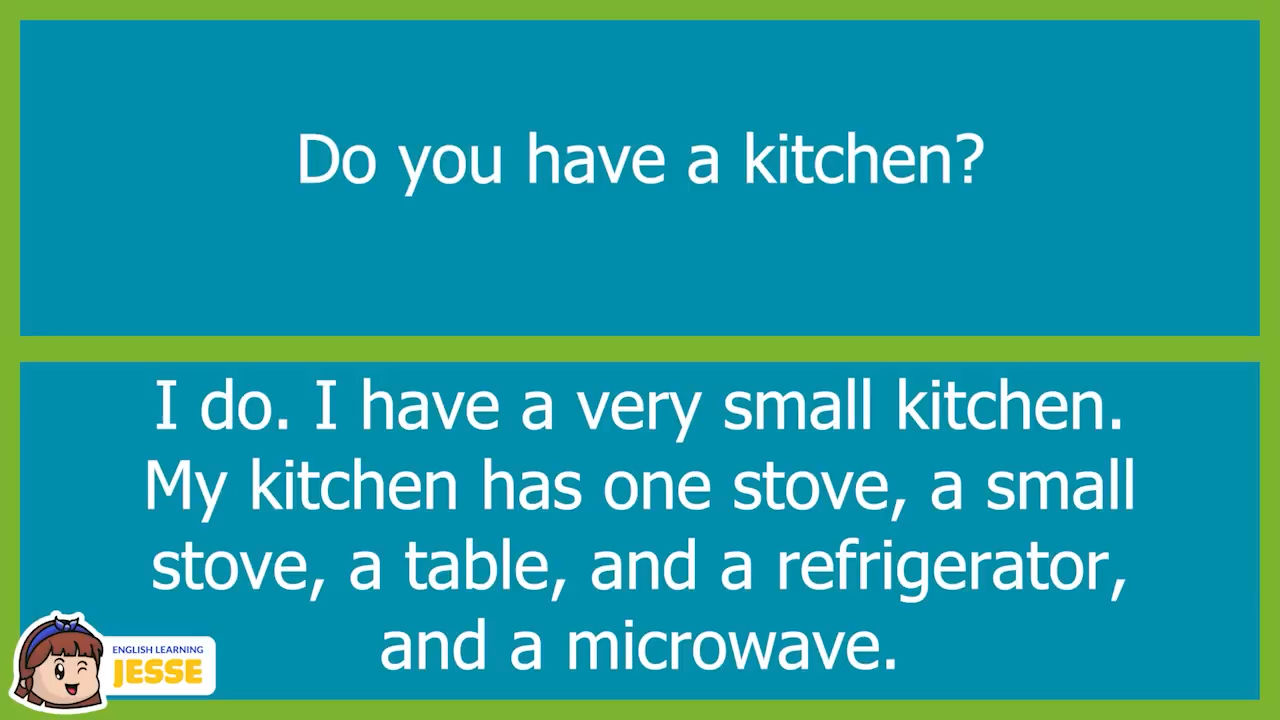 Do you have a kitchen?
I do. I have a very small kitchen.
My kitchen has one stove, a small
stove, a table, and a refrigerator,
and a microwave.
ENGLISH LEARNING
JESSE